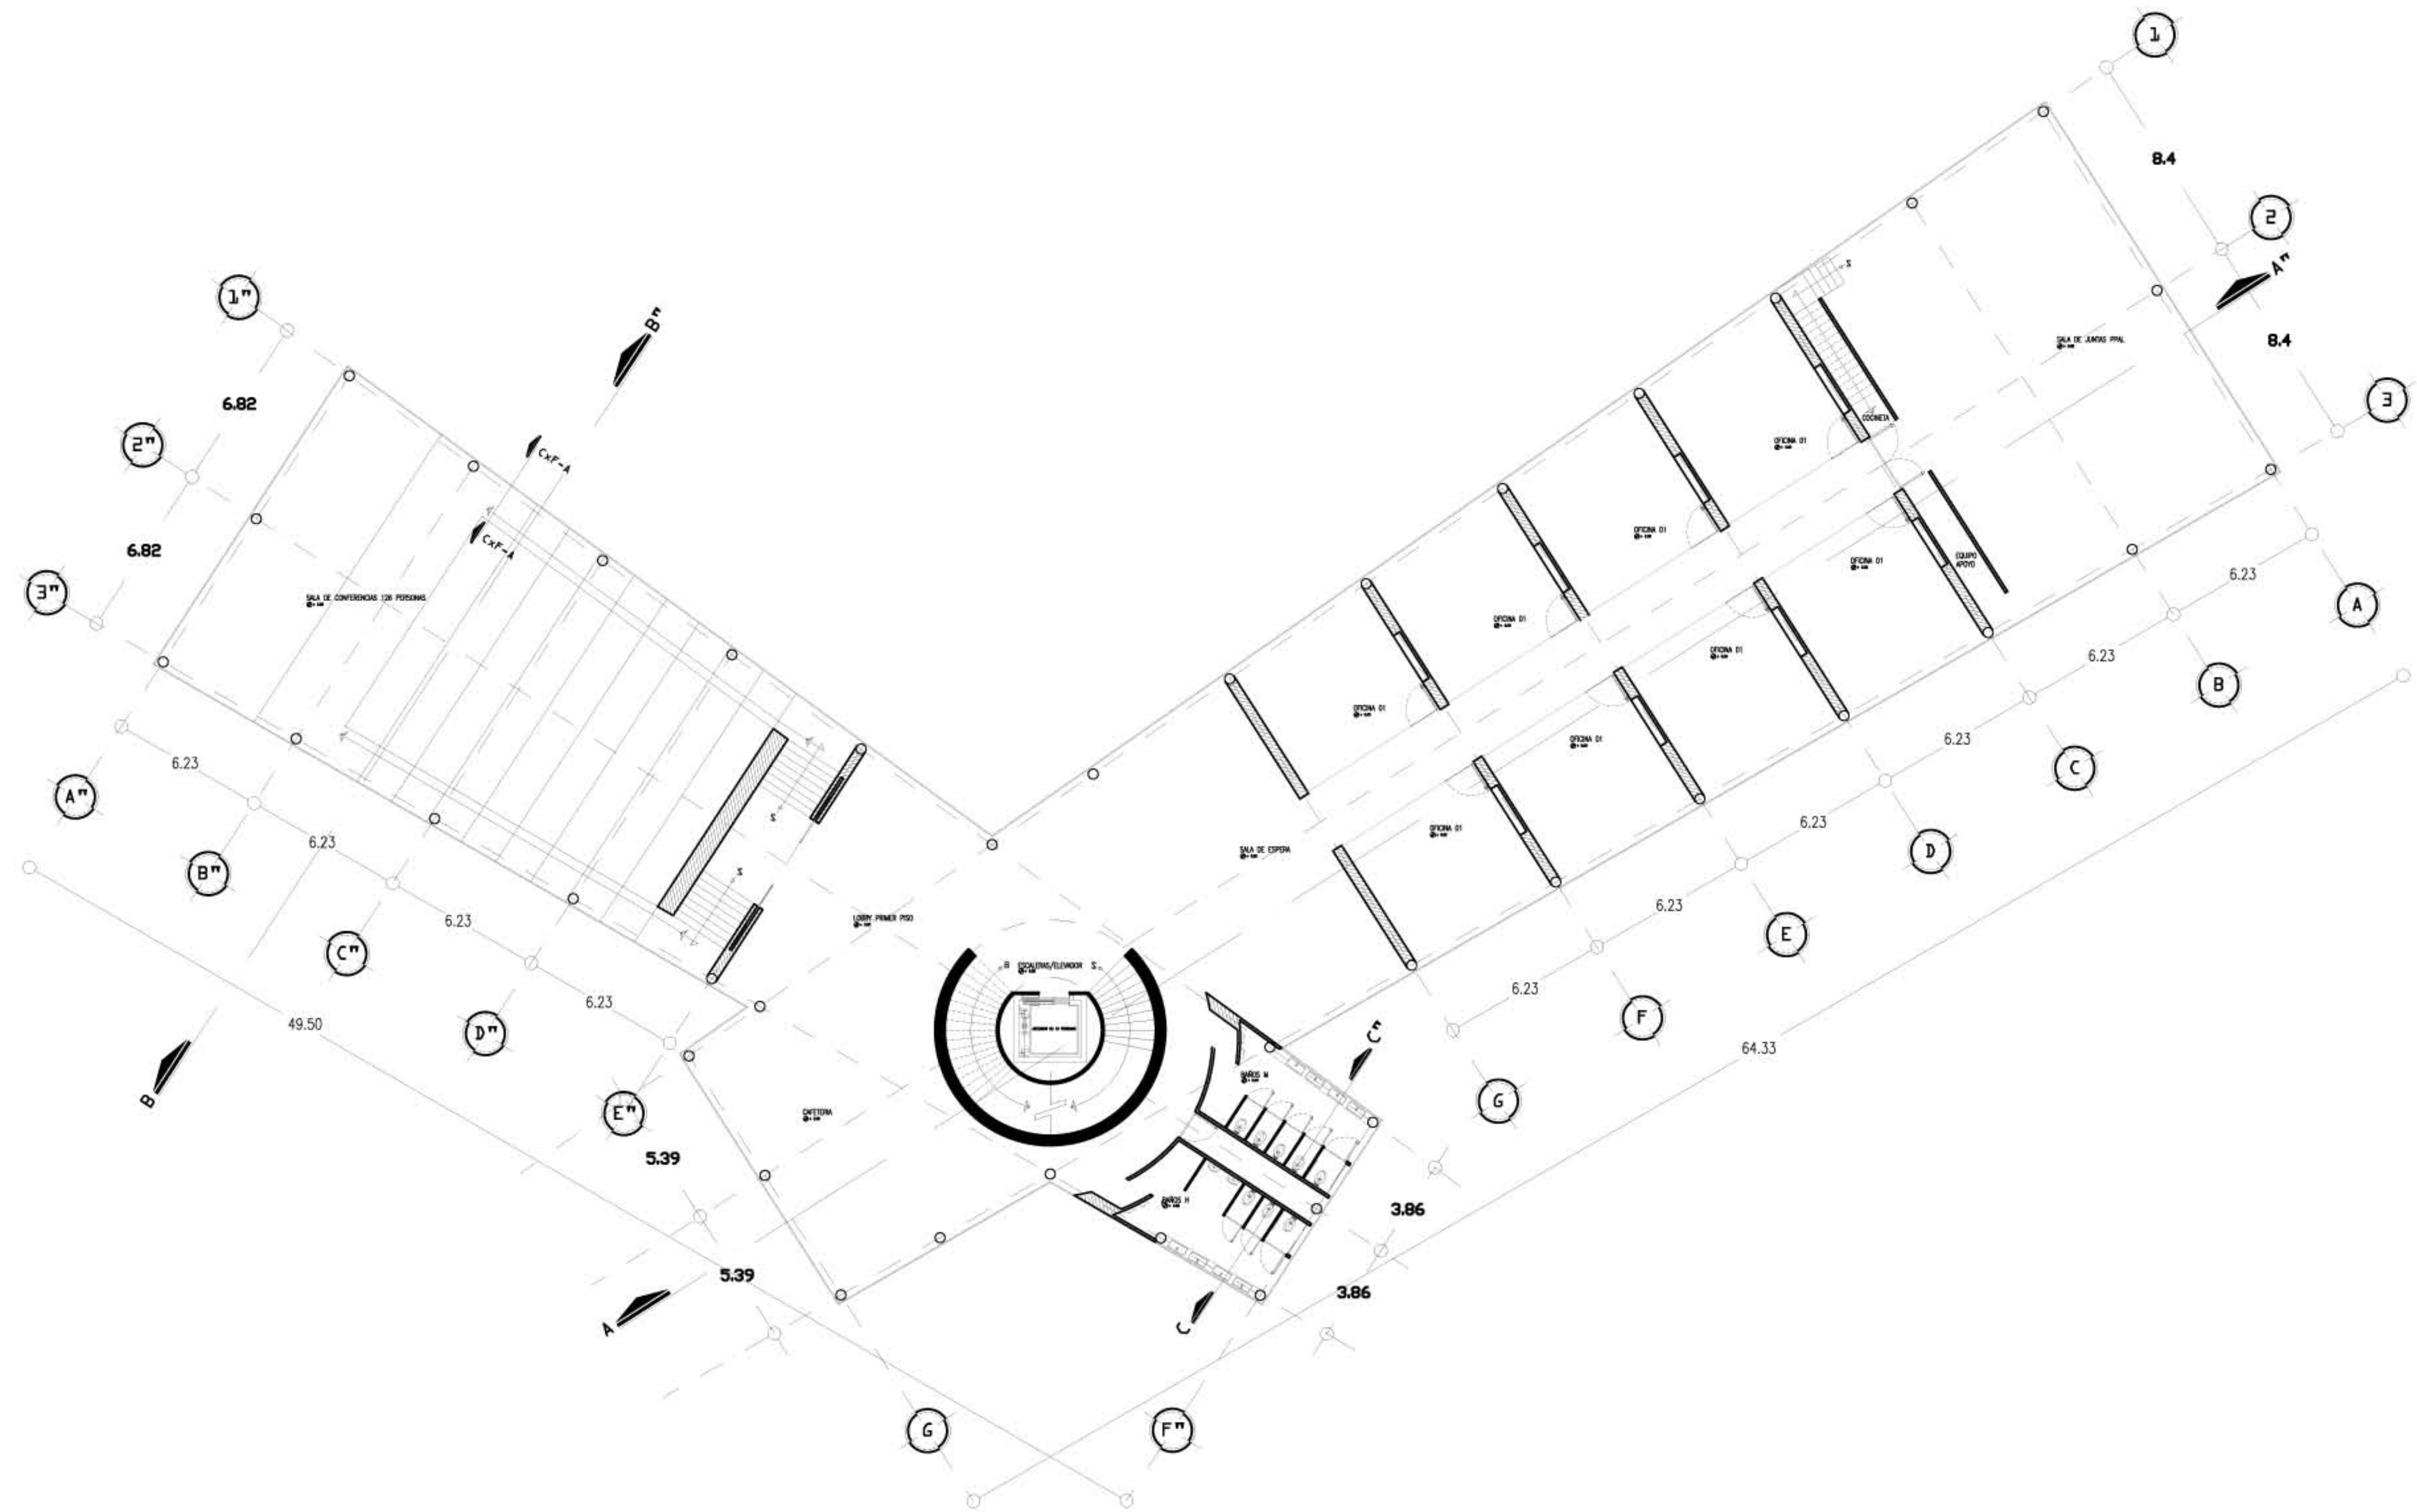 1
8.4
2
A"
8.4
3
1"
B"
6.82
2"
6.82
3"
CxF-A
CxF-A
S
SALA DE JUNTAS PPAL
COCINETA
OFICINA 01
OFICINA 01
OFICINA 01
OFICINA 01
EQUIPO
APOYO
OFICINA 01
OFICINA 01
OFICINA 01
OFICINA 01
SALA DE CONFERENCIAS 126 PERSONAS
6.23
A
6.23
B
6.23
C
6.23
D
6.23
E
6.23
F
64.33
G
6.23
A"
6.23
B"
6.23
C"
6.23
D"
E"
49.50
B
S
S
SALA DE ESPERA
LOBBY PRIMER PISO
B ESCALERAS/ELEVADOR S
BAÑOS M
C"
CAFETERIA
BAÑOS H
5.39
5.39
3.86
3.86
A
C
G
F"